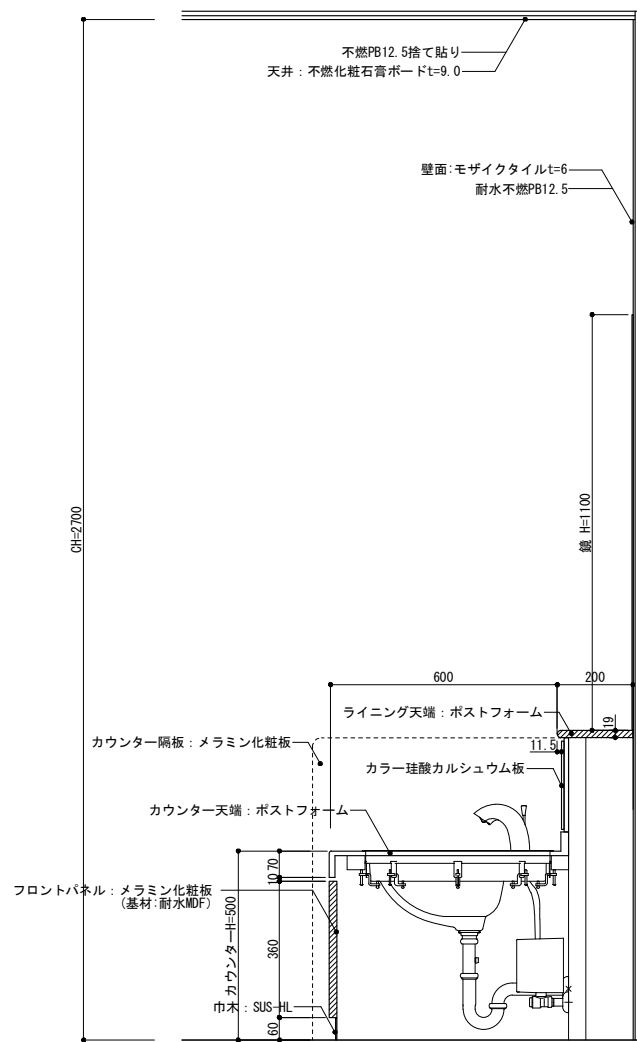 不燃PB12.5捨て貼り
天井：不燃化粧石膏ボードt=9.0
壁面:モザイクタイルt=6
耐水不燃PB12.5
CH=2700
鏡 H=1100
600
200
ライニング天端：ポストフォーム
19
カウンター隔板：メラミン化粧板
11.5
カラー珪酸カルシュウム板
カウンター天端：ポストフォーム
70
10
フロントパネル：メラミン化粧板
(基材:耐水MDF)
カウンターH=500
360
巾木：SUS-HL
60